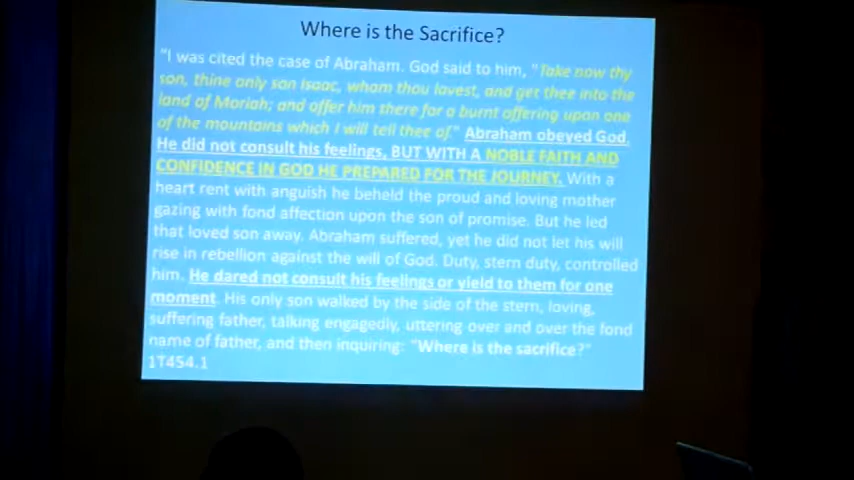 Where is the Sacrifice?
"I was cited the case of Abraham. God said to him, "Take now thy
son, thine only son Isaac, whom thou lovest, and get thee into the
land of Moriah; and offer him there for a burnt offering upon one
of the mountains which I will tell thee of." Abraham obeyed God.
He did not consult his feelings, BUT WITH A NOBLE FAITH AND
CONFIDENCE IN GOD HE PREPARED FOR THE JOURNEY. With a
heart rent with anguish he beheld the proud and loving mother
gazing with fond affection upon the son of promise. But he led
that loved son away. Abraham suffered, yet he did not let his will
rise in rebellion against the will of God. Duty, stern duty, controlled
him. He dared not consult his feelings or yield to them for one
moment. His only son walked by the side of the stern, loving,
suffering father, talking engagedly, uttering over and over the fond
name of father, and then inquiring: "Where is the sacrifice?"
1T454.1